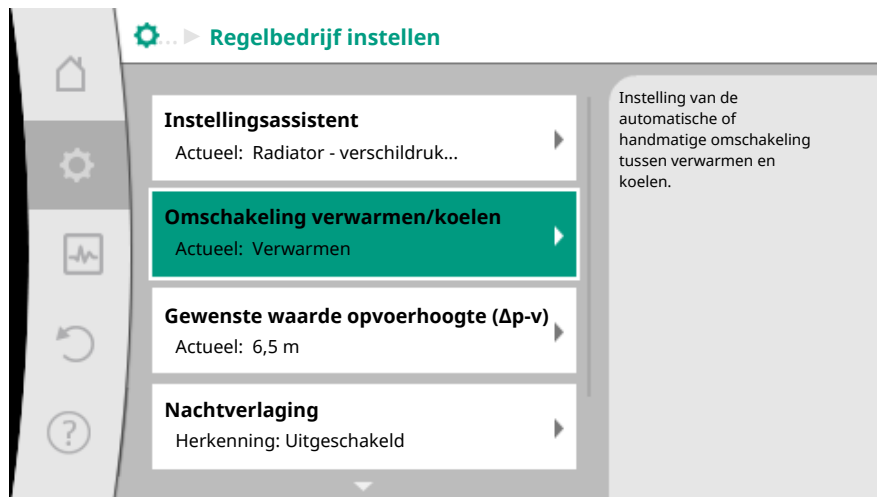 ... Regelbedrijf instellen
Instellingsassistent
Actueel: Radiator - verschildruk...
Omschakeling verwarmen/koelen
Actueel: Verwarmen
Gewenste waarde opvoerhoogte (Δp-v)
Actueel: 6,5 m
Nachtverlaging
Herkenning: Uitgeschakeld
Instelling van de
automatische of
handmatige omschakeling
tussen verwarmen en
koelen.
?